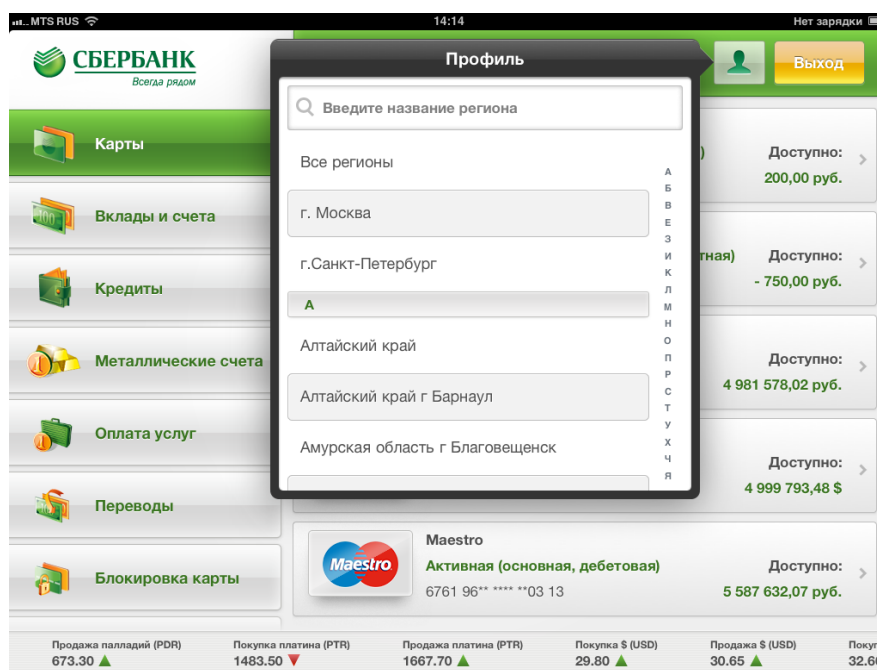 MTS RUS
14:14
Нет зарядки
СБЕРБАНК
Всегда рядом
Профиль
Выход
Введите название региона
Все регионы
г. Москва
г.Санкт-Петербург
А
Алтайский край
Алтайский край г Барнаул
Амурская область г Благовещенск
А
Б
В
Е
З
И
К
Л
М
Н
О
П
Р
С
Т
У
Х
Ч
Я
Карты
Вклады и счета
Кредиты
Металлические счета
Оплата услуг
Переводы
Блокировка карты
)
Доступно:
200,00 руб.
тная)
Доступно:
- 750,00 руб.
Доступно:
4 981 578,02 руб.
Доступно:
4 999 793,48 $
Maestro
Maestro
Активная (основная, дебетовая)
6761 96** **** **03 13
Доступно:
5 587 632,07 руб.
Продажа палладий (PDR)
673.30
Покупка платина (PTR)
1483.50
Продажа платина (PTR)
1667.70
Покупка $ (USD)
29.80
Продажа $ (USD)
30.65